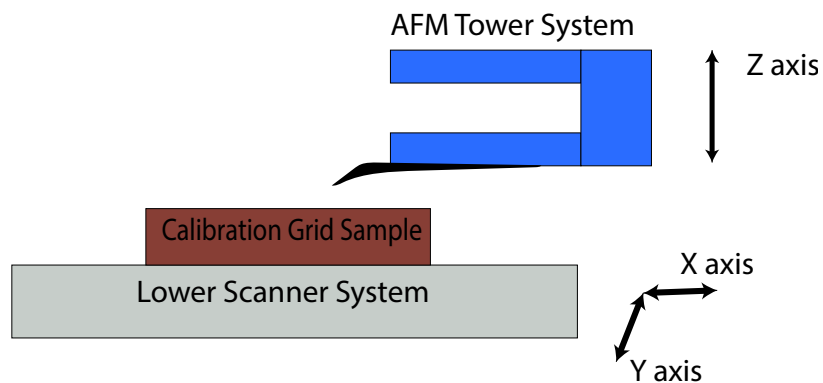 AFM Tower System
Z axis
Calibration Grid Sample
X axis
Lower Scanner System
Y axis